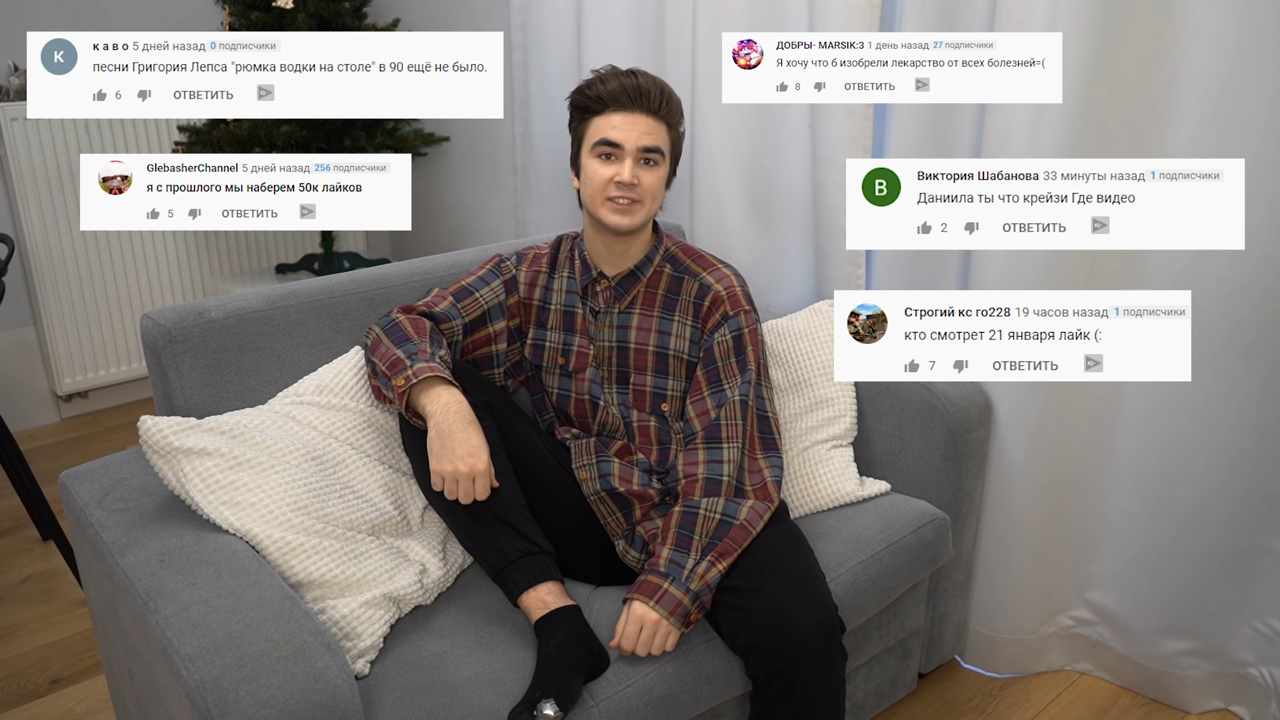 К
к а в о 5 дней назад 0 подписчики
песни Григория Лепса "рюмка водки на столе" в 90 ещё не было.
6 ОТВЕТИТЬ
GlebasherChannel 5 дней назад 256 подписчики
я с прошлого мы наберем 50к лайков
5 ОТВЕТИТЬ
ДОБРЫ- MARSIK:3 1 день назад 27 подписчики
Я хочу что б изобрели лекарство от всех болезней=(
8 ОТВЕТИТЬ
В
Виктория Шабанова 33 минуты назад 1 подписчики
Даниила ты что крейзи Где видео
2 ОТВЕТИТЬ
Строгий кс го228 19 часов назад 1 подписчики
кто смотрет 21 января лайк (:
7 ОТВЕТИТЬ